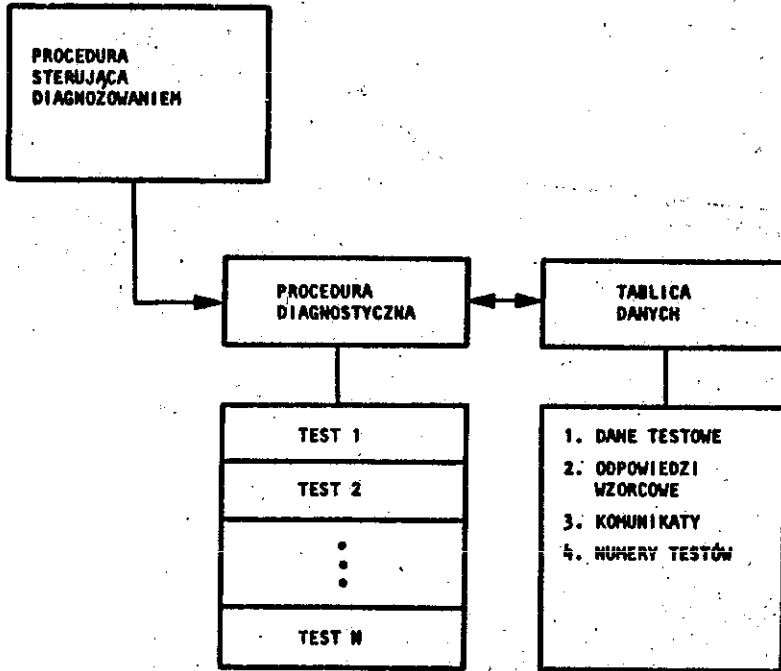 PROCEDURA
STERUJĄCA
DIAGNOZOWANIEM
PROCEDURA
DIAGNOSTYCZNA
TABLICA
DANYCH
TEST 1
TEST 2
TEST N
1. DANE TESTOWE
2. ODPOWIEDZI
WZORCOWE
3. KOMUNIKATY
4. NUMERY TESTÓW